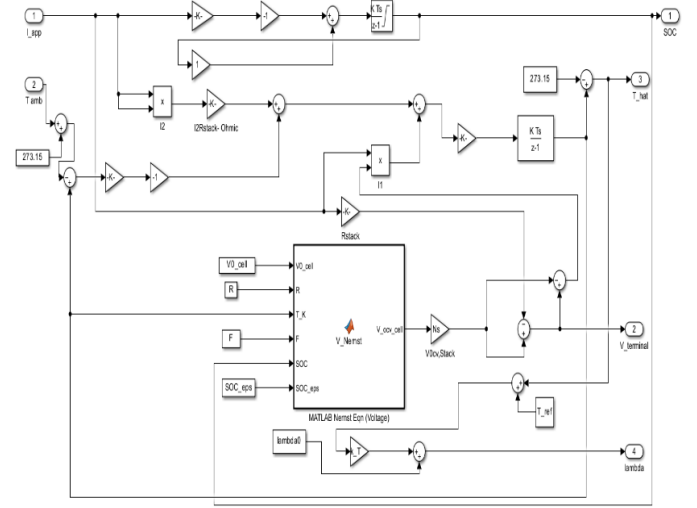 1
I_app
-K-
-1
+
+
K Ts
z-1
1
SOC
1
2
T amb
+
+
273.15
-
+
-K-
-1
x
I2
-K-
I2Rstack- Ohmic
+
+
+
+
-K-
K Ts
z-1
273.15
-
+
3
T_hat
x
I1
-K-
Rstack
V0_cell
R
F
SOC_eps
V0_cell
R
T_K
F
SOC
SOC_eps
V_Nernst
V_ocv_cell
MATLAB Nernst Eqn (Voltage)
Ns
V0cv,Stack
-
+
-
+
2
V_terminal
+
+
T_ref
lambda0
_T
+
+
4
lambda